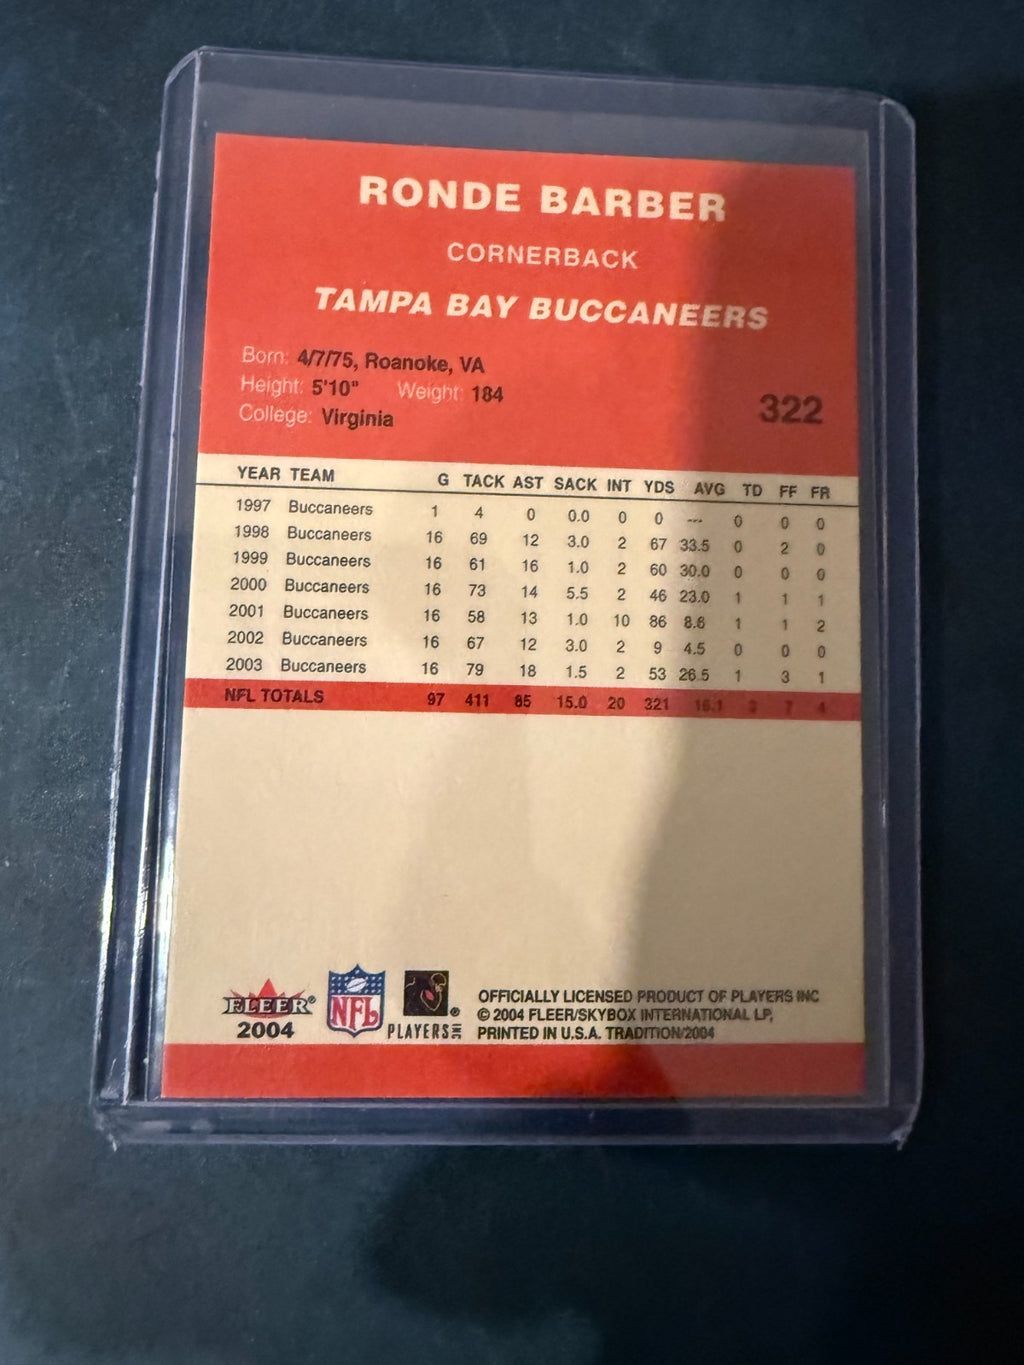 RONDE BARBER
CORNERBACK
TAMPA BAY BUCCANEERS
Born: 4/7/75, Roanoke, VA
Height: 5'10" Weight: 184
College: Virginia
322
YEAR TEAM G TACK AST SACK INT YDS AVG TD FF FR
1997 Buccaneers 1 4 0 0.0 0 0 --- 0 0 0
1998 Buccaneers 16 69 12 3.0 2 67 33.5 0 2 0
1999 Buccaneers 16 61 16 1.0 2 60 30.0 0 0 0
2000 Buccaneers 16 73 14 5.5 2 46 23.0 1 1 1
2001 Buccaneers 16 58 13 1.0 10 86 8.6 1 1 2
2002 Buccaneers 16 67 12 3.0 2 9 4.5 0 0 0
2003 Buccaneers 16 79 18 1.5 2 53 26.5 1 3 1
NFL TOTALS 97 411 85 15.0 20 321 16.1 3 7 4
FLEER®
2004
NFL
PLAYERS INC ®
OFFICIALLY LICENSED PRODUCT OF PLAYERS INC
© 2004 FLEER/SKYBOX INTERNATIONAL LP,
PRINTED IN U.S.A. TRADITION/2004